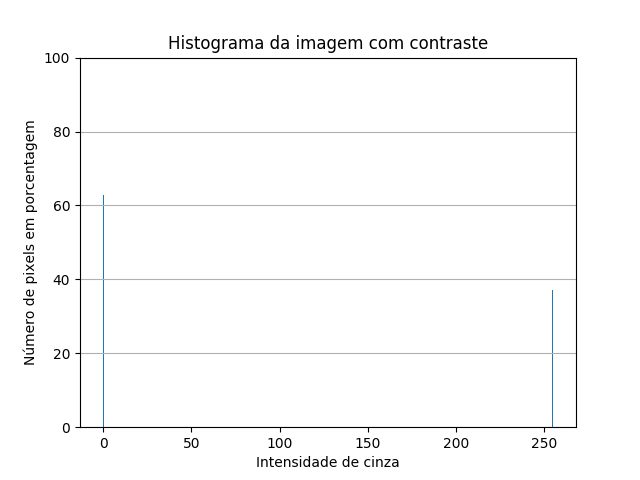 Histograma da imagem com contraste
100
80
60
40
20
0
Número de pixels em porcentagem
0 50 100 150 200 250
Intensidade de cinza